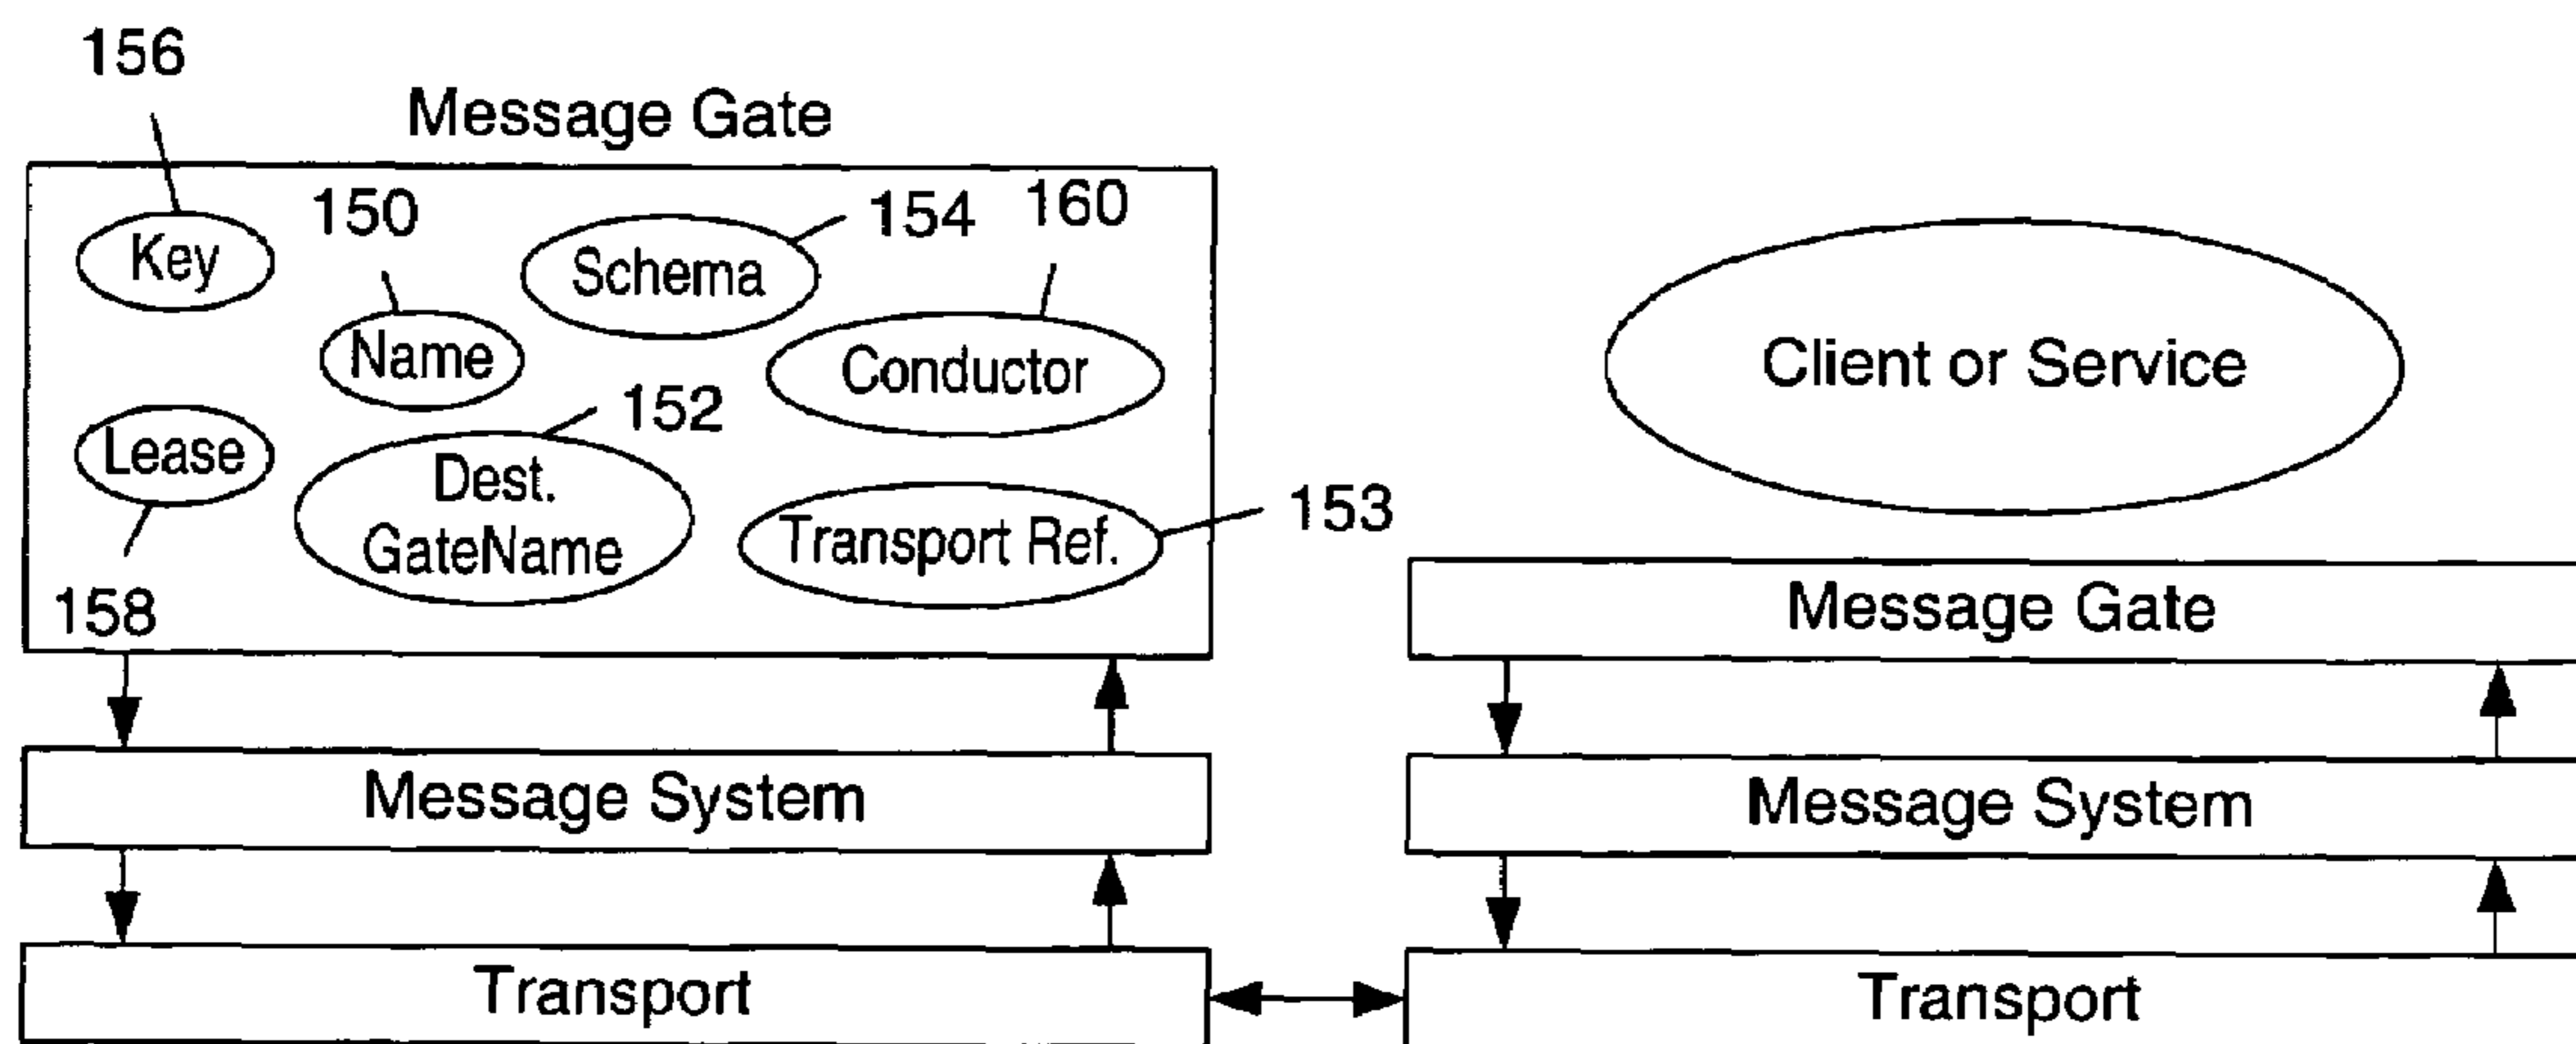 156
Message Gate
Key
150
Schema
154
160
Name
Conductor
Client or Service
Lease
152
Dest.
GateName
Transport Ref.
153
158
Message Gate
Message System
Message System
Transport
Transport